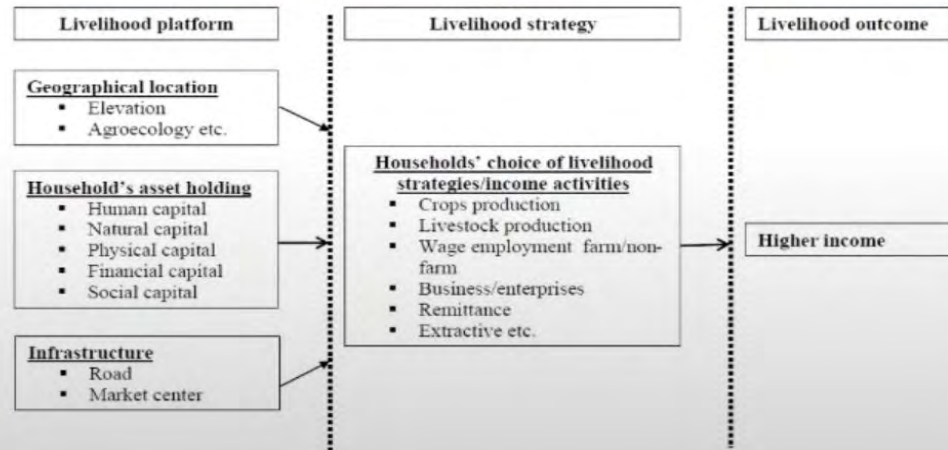 Livelihood platform
Livelihood strategy
Livelihood outcome
Geographical location
▪ Elevation
▪ Agroecology etc.
Household's asset holding
▪ Human capital
▪ Natural capital
▪ Physical capital
▪ Financial capital
▪ Social capital
Infrastructure
▪ Road
▪ Market center
Households' choice of livelihood
strategies/income activities
▪ Crops production
▪ Livestock production
▪ Wage employment farm/non-
farm
▪ Business/enterprises
▪ Remittance
▪ Extractive etc.
Higher income